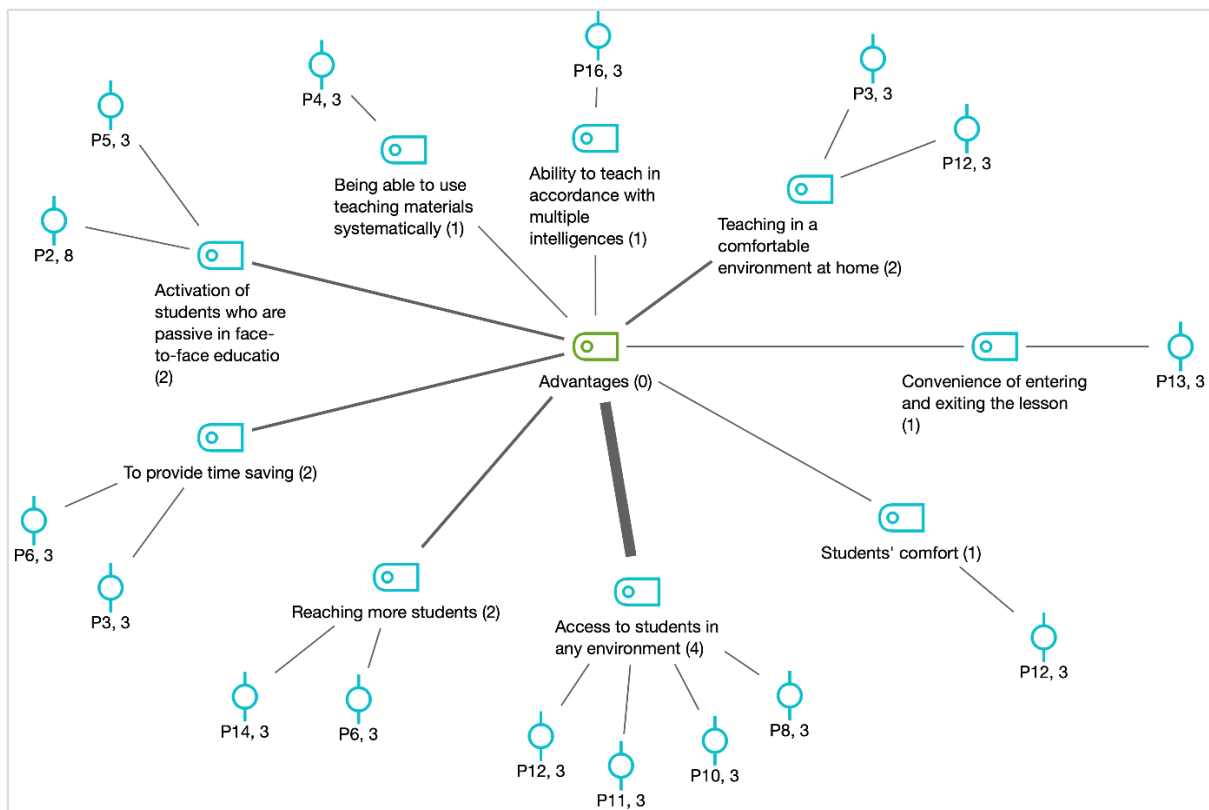 P16, 3
P4, 3
P3, 3
P5, 3
P12, 3
Being able to use
teaching materials
systematically (1)
Ability to teach in
accordance with
multiple
intelligences (1)
Teaching in a
comfortable
environment at home (2)
P2, 8
Activation of
students who are
passive in face-
to-face educatio
(2)
Advantages (0)
Convenience of entering
and exiting the lesson
(1)
P13, 3
To provide time saving (2)
P6, 3
P3, 3
Students' comfort (1)
P12, 3
Reaching more students (2)
Access to students in
any environment (4)
P14, 3
P6, 3
P12, 3
P11, 3
P10, 3
P8, 3